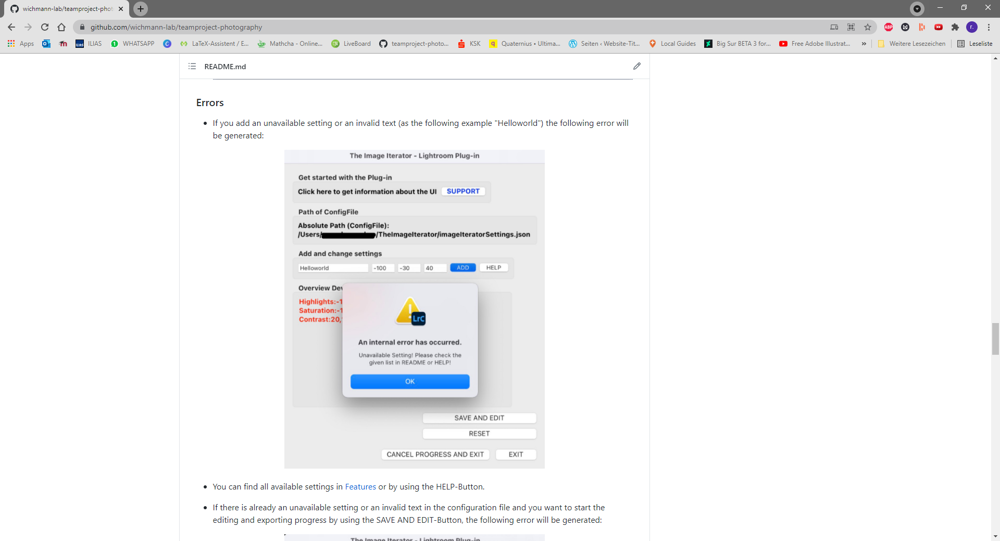 wichmann-lab/teamproject-phot
github.com/wichmann-lab/teamproject-photography
ABP
r.
Apps
ILIAS
WHATSAPP
LaTeX-Assistent / E...
Mathcha - Online...
LiveBoard
teamproject-photo...
KSK
Quaternius • Ultima...
Seiten ‹ Website-Tit...
Local Guides
Big Sur BETA 3 for...
Free Adobe Illustrat...
»
Weitere Lesezeichen
Leseliste
README.md
Errors
• If you add an unavailable setting or an invalid text (as the following example "Helloworld") the following error will
be generated:
The Image Iterator - Lightroom Plug-in
Get started with the Plug-in
Click here to get information about the UI SUPPORT
Path of ConfigFile
Absolute Path (ConfigFile):
/Users/ /TheImageIterator/imageIteratorSettings.json
Add and change settings
Helloworld -100 -30 40 ADD HELP
Overview Dev
Highlights:-1
Saturation:-1
Contrast:20,
LrC
An internal error has occurred.
Unavailable Setting! Please check the
given list in README or HELP!
OK
SAVE AND EDIT
RESET
CANCEL PROGRESS AND EXIT EXIT
• You can find all available settings in Features or by using the HELP-Button.
• If there is already an unavailable setting or an invalid text in the configuration file and you want to start the
editing and exporting progress by using the SAVE AND EDIT-Button, the following error will be generated:
The Image Iterator - Lightroom Plug-in